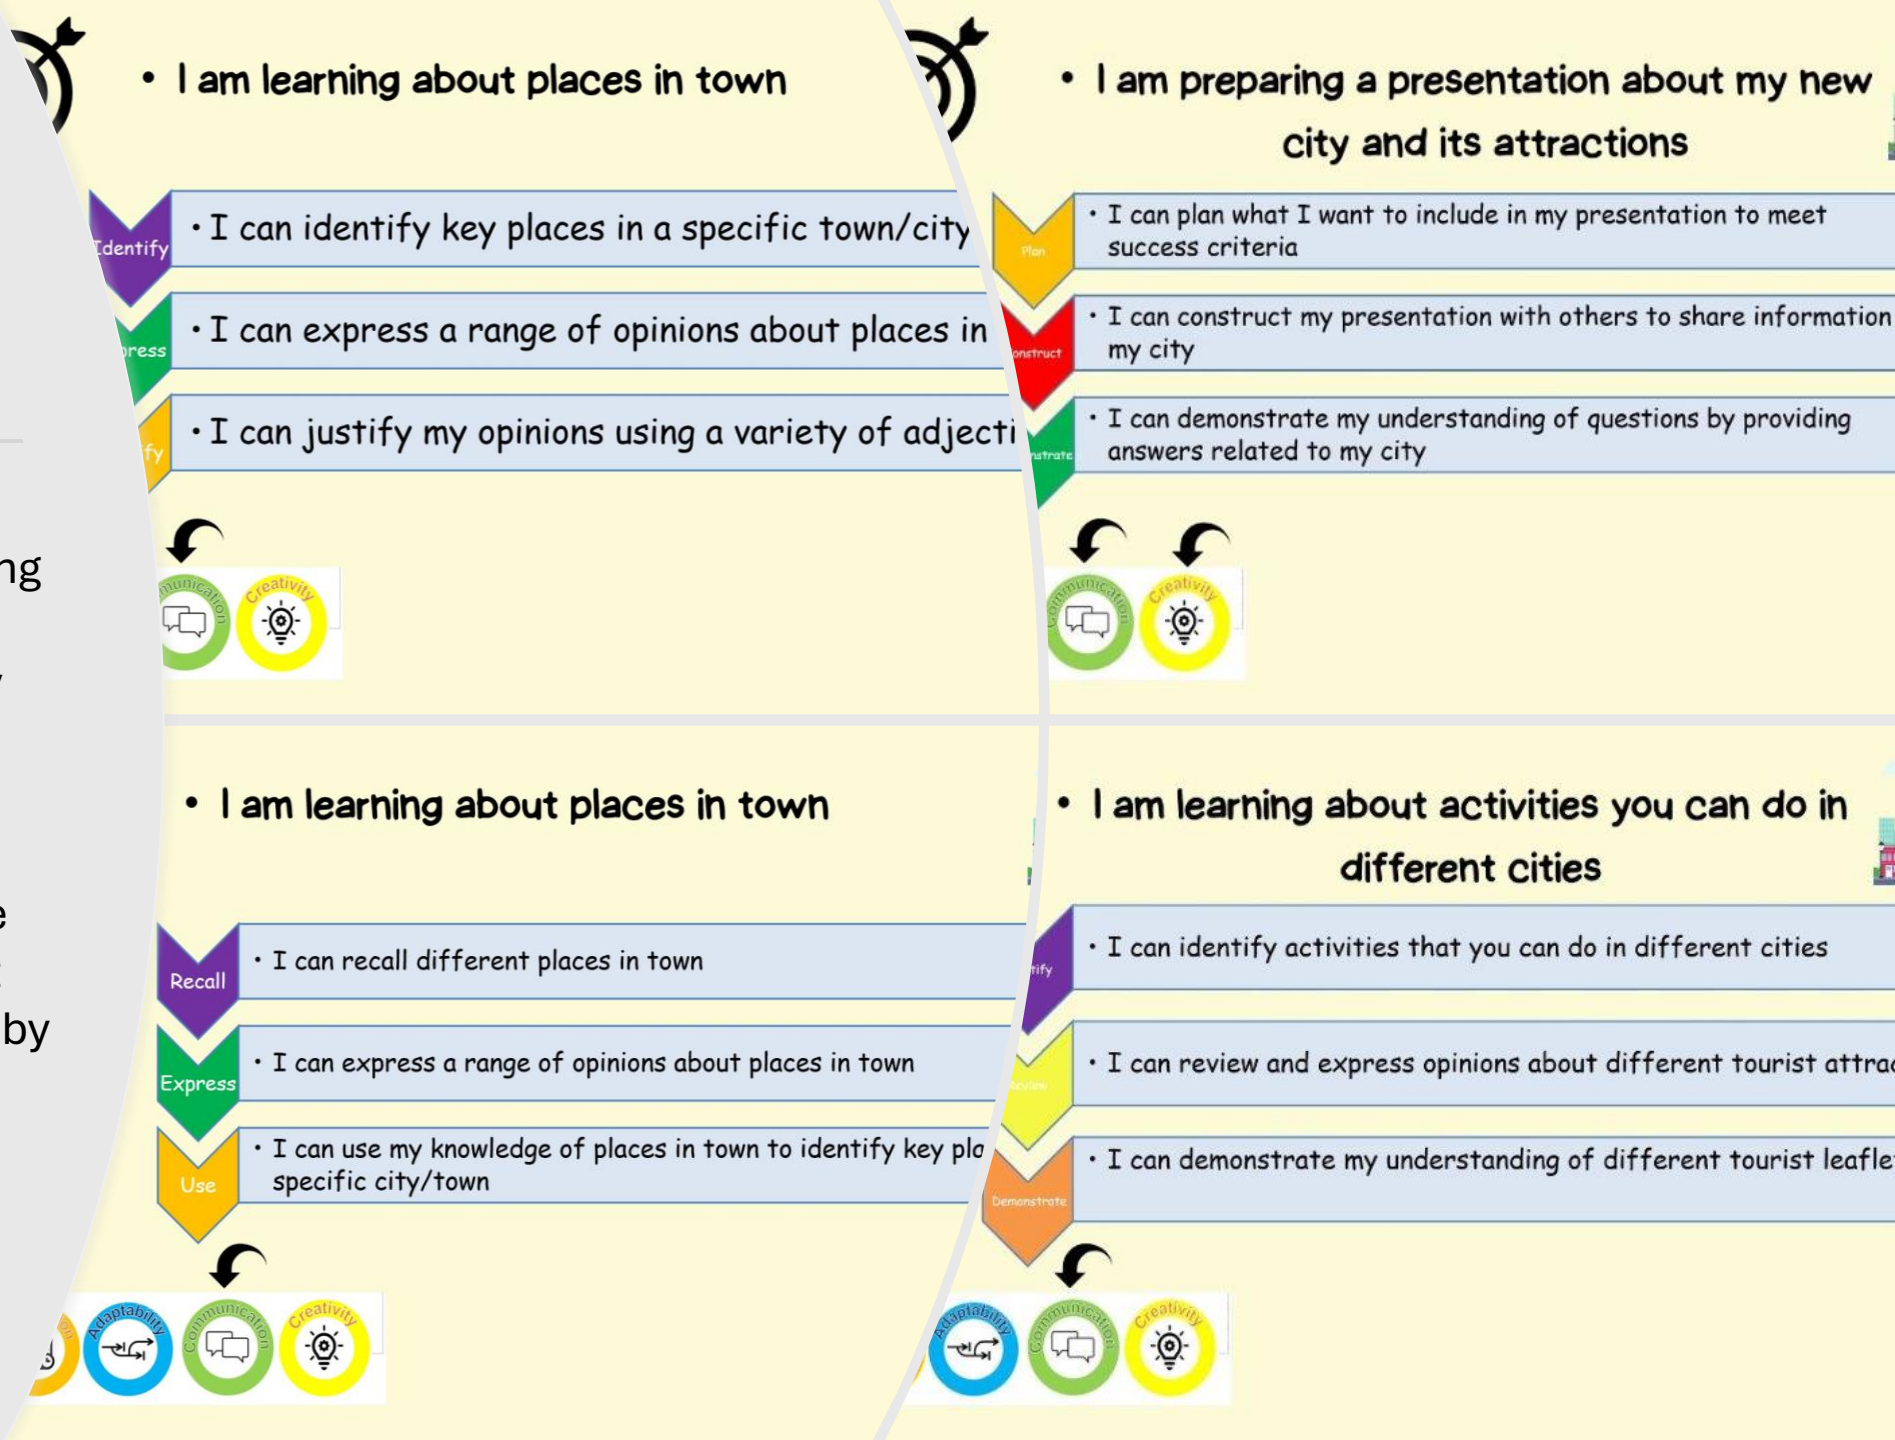 ng
by
• I am learning about places in town
Identify
• I can identify key places in a specific town/city
• I can express a range of opinions about places in
• I can justify my opinions using a variety of
Creativity
• I am preparing a presentation about my new
city and its attractions
Plan
• I can plan what I want to include in my presentation to meet
success criteria
• I can construct my presentation with others to share information
my city
• I can demonstrate my understanding of questions by providing
answers related to my city
Communication
Creativity
• I am learning about places in town
Recall
• I can recall different places in town
Express
• I can express a range of opinions about places in town
Use
• I can use my knowledge of places in town to identify key
specific city/town
Adaptability
Communication
Creativity
• I am learning about activities you can do in
different cities
• I can identify activities that you can do in different cities
• I can review and express opinions about different tourist
Demonstrate
• I can demonstrate my understanding of different tourist
Adaptability
Communication
Creativity